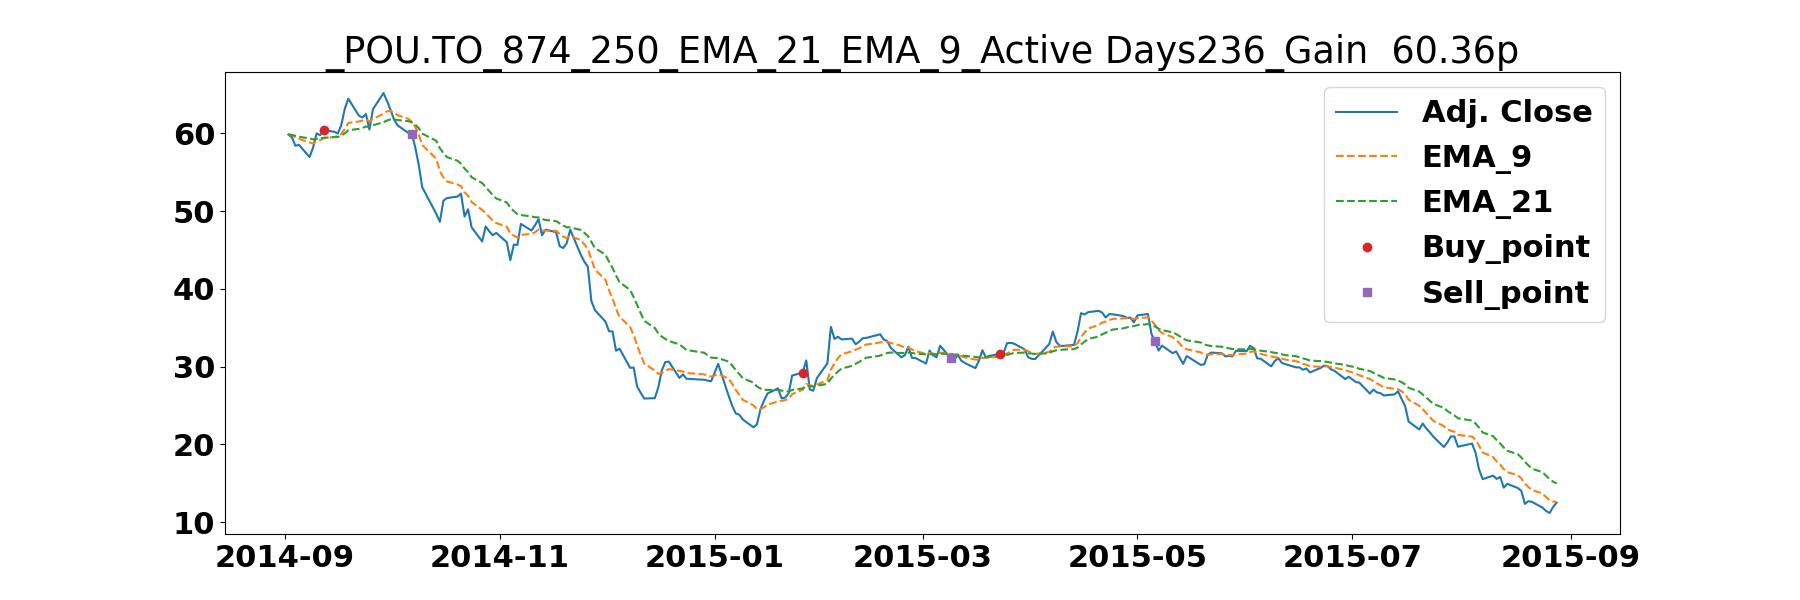 _POU.TO_874_250_EMA_21_EMA_9_Active Days236_Gain  60.36p
Adj. Close
EMA_9
EMA_21
Buy_point
Sell_point
60
50
40
30
20
10
2014-09 2014-11 2015-01 2015-03 2015-05 2015-07 2015-09